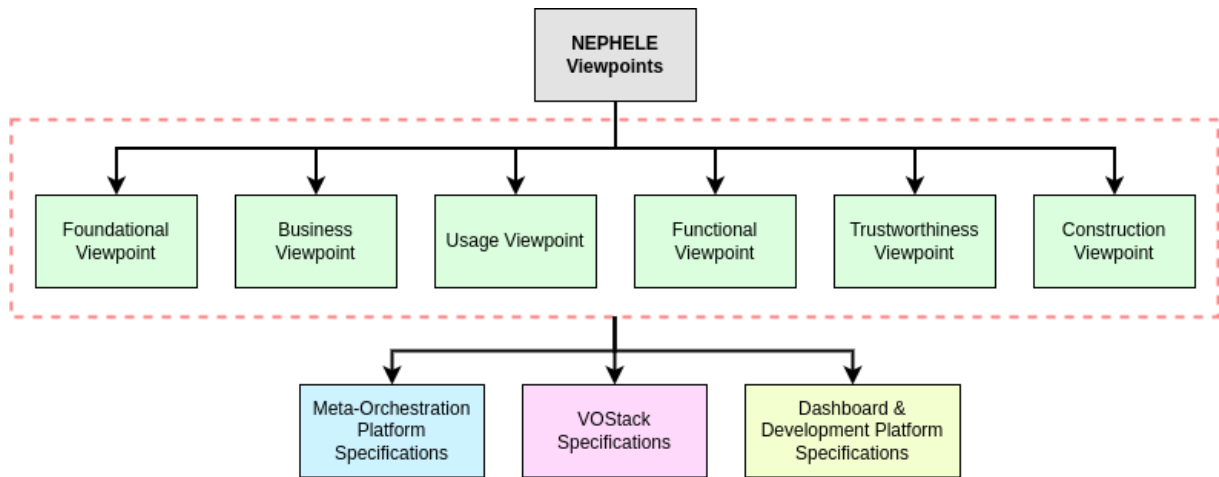 NEPHELE
Viewpoints
Foundational
Viewpoint
Business
Viewpoint
Usage Viewpoint
Functional
Viewpoint
Trustworthiness
Viewpoint
Construction
Viewpoint
Meta-Orchestration
Platform
Specifications
VOStack
Specifications
Dashboard &
Development Platform
Specifications